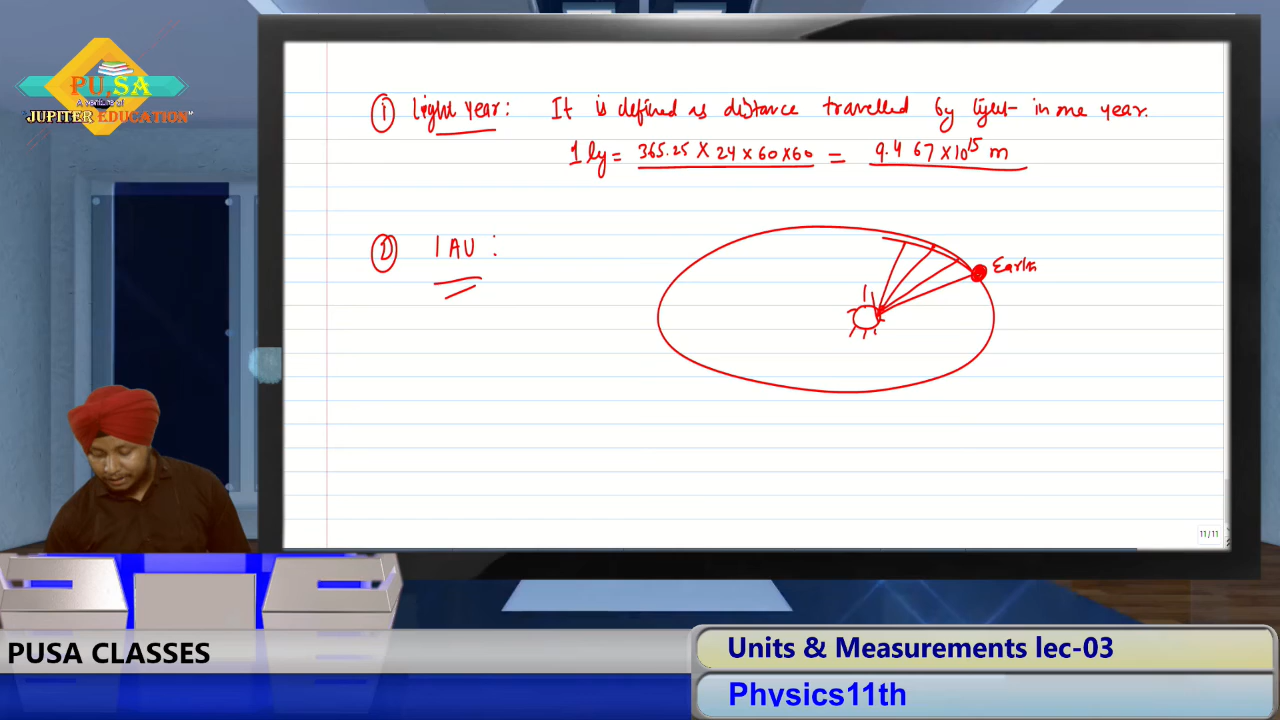 PU,SA
A venture of
"JUPITER EDUCATION"
① Light year : It is defined as distance travelled by light in one year.
1 ly = 365.25 X 24 x 60 x 60 = 9.467 x 10¹⁵ m
② 1 AU :
Earth
11/11
PUSA CLASSES
Units & Measurements lec-03
Physics11th